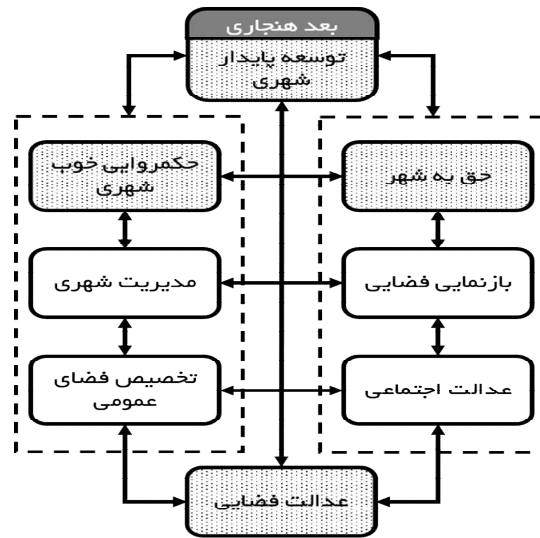 بعد هنجاری
توسعه پایدار
شهری
حق به شهر
حکمروایی خوب
شهری
بازنمایی فضایی
مدیریت شهری
عدالت اجتماعی
تخصیص فضای
عمومی
عدالت فضایی